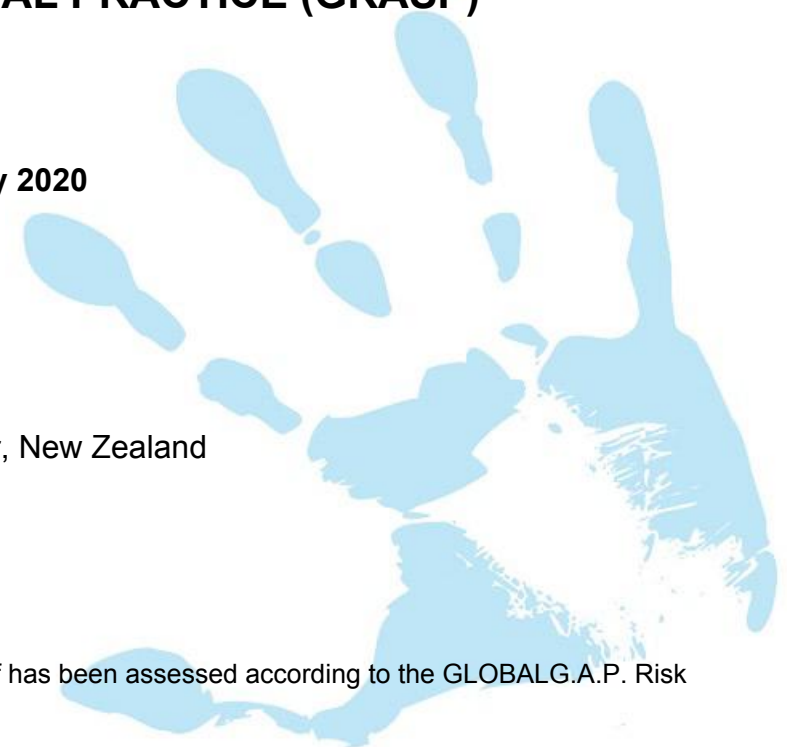 AL PRACTICE (GRASP)
y 2020
, New Zealand
has been assessed according to the GLOBALG.A.P. Risk